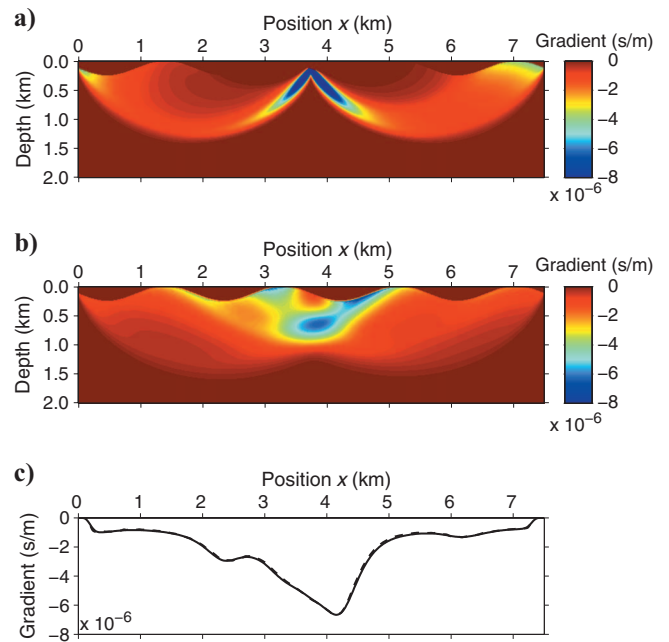 a)
Position x (km)
0 1 2 3 4 5 6 7
Gradient (s/m)
Depth (km)
0.0
0.5
1.0
1.5
2.0
0
–2
–4
–6
–8
x 10⁻⁶
b)
Position x (km)
0 1 2 3 4 5 6 7
Gradient (s/m)
Depth (km)
0.0
0.5
1.0
1.5
2.0
0
–2
–4
–6
–8
x 10⁻⁶
c)
Position x (km)
0 1 2 3 4 5 6 7
Gradient (s/m)
0
–2
–4
–6
–8
x 10⁻⁶